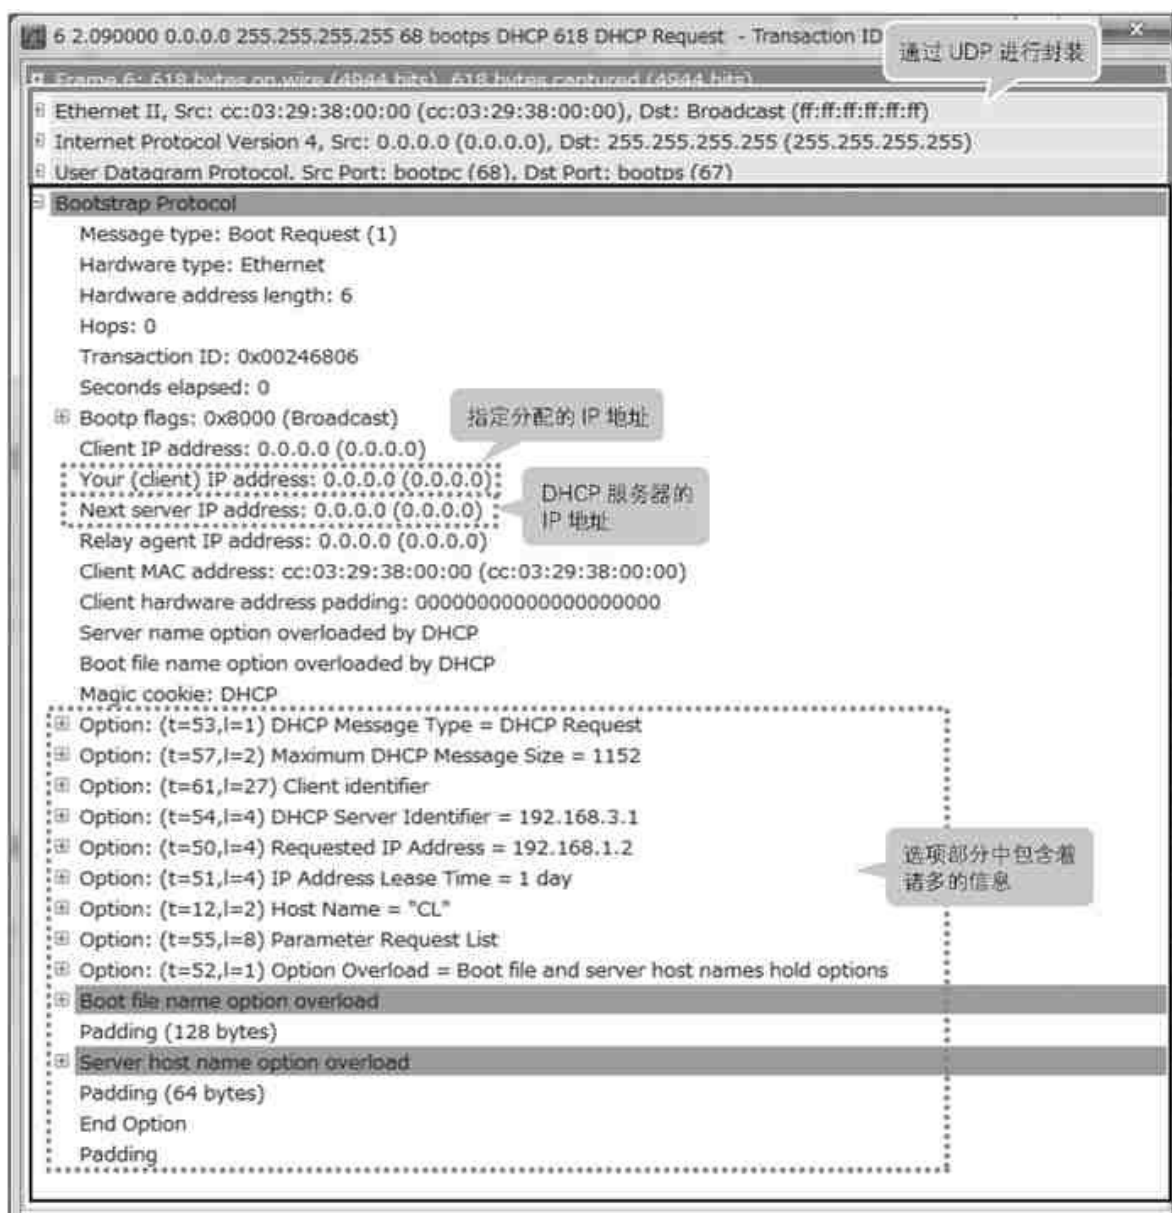 6 2.090000 0.0.0.0 255.255.255.255 68 bootps DHCP 618 DHCP Request - Transaction ID
通过 UDP 进行封装
Frame 6: 618 bytes on wire (4944 bits), 618 bytes captured (4944 bits)
Ethernet II, Src: cc:03:29:38:00:00 (cc:03:29:38:00:00), Dst: Broadcast (ff:ff:ff:ff:ff:ff)
Internet Protocol Version 4, Src: 0.0.0.0 (0.0.0.0), Dst: 255.255.255.255 (255.255.255.255)
User Datagram Protocol, Src Port: bootpc (68), Dst Port: bootps (67)
Bootstrap Protocol
Message type: Boot Request (1)
Hardware type: Ethernet
Hardware address length: 6
Hops: 0
Transaction ID: 0x00246806
Seconds elapsed: 0
Bootp flags: 0x8000 (Broadcast)
指定分配的 IP 地址
Client IP address: 0.0.0.0 (0.0.0.0)
Your (client) IP address: 0.0.0.0 (0.0.0.0)
Next server IP address: 0.0.0.0 (0.0.0.0)
DHCP 服务器的
IP 地址
Relay agent IP address: 0.0.0.0 (0.0.0.0)
Client MAC address: cc:03:29:38:00:00 (cc:03:29:38:00:00)
Client hardware address padding: 00000000000000000000
Server name option overloaded by DHCP
Boot file name option overloaded by DHCP
Magic cookie: DHCP
Option: (t=53,l=1) DHCP Message Type = DHCP Request
Option: (t=57,l=2) Maximum DHCP Message Size = 1152
Option: (t=61,l=27) Client identifier
Option: (t=54,l=4) DHCP Server Identifier = 192.168.3.1
Option: (t=50,l=4) Requested IP Address = 192.168.1.2
Option: (t=51,l=4) IP Address Lease Time = 1 day
选项部分中包含着
诸多的信息
Option: (t=12,l=2) Host Name = "CL"
Option: (t=55,l=8) Parameter Request List
Option: (t=52,l=1) Option Overload = Boot file and server host names hold options
Boot file name option overload
Padding (128 bytes)
Server host name option overload
Padding (64 bytes)
End Option
Padding